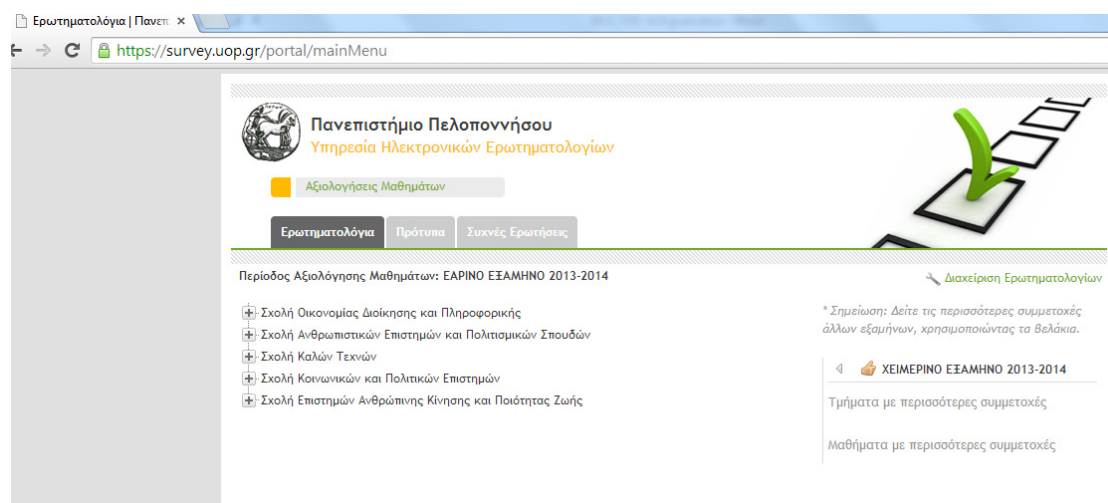 Ερωτηματολόγια | Πανεπ
https://survey.uop.gr/portal/mainMenu
Πανεπιστήμιο Πελοποννήσου
Υπηρεσία Ηλεκτρονικών Ερωτηματολογίων
Αξιολογήσεις Μαθημάτων
Ερωτηματολόγια Πρότυπα Συχνές Ερωτήσεις
Περίοδος Αξιολόγησης Μαθημάτων: ΕΑΡΙΝΟ ΕΞΑΜΗΝΟ 2013-2014
Διαχείριση Ερωτηματολογίων
Σχολή Οικονομίας Διοίκησης και Πληροφορικής
Σχολή Ανθρωπιστικών Επιστημών και Πολιτισμικών Σπουδών
Σχολή Καλών Τεχνών
Σχολή Κοινωνικών και Πολιτικών Επιστημών
Σχολή Επιστημών Ανθρώπινης Κίνησης και Ποιότητας Ζωής
* Σημείωση: Δείτε τις περισσότερες συμμετοχές
άλλων εξαμήνων, χρησιμοποιώντας τα Βελάκια.
ΧΕΙΜΕΡΙΝΟ ΕΞΑΜΗΝΟ 2013-2014
Τμήματα με περισσότερες συμμετοχές
Μαθήματα με περισσότερες συμμετοχές